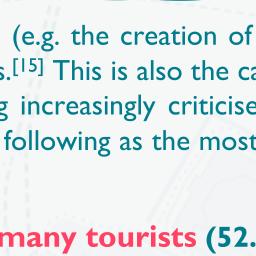 (e.g. the creation of
s.[15] This is also the ca
g increasingly criticise
following as the most
many tourists (52.